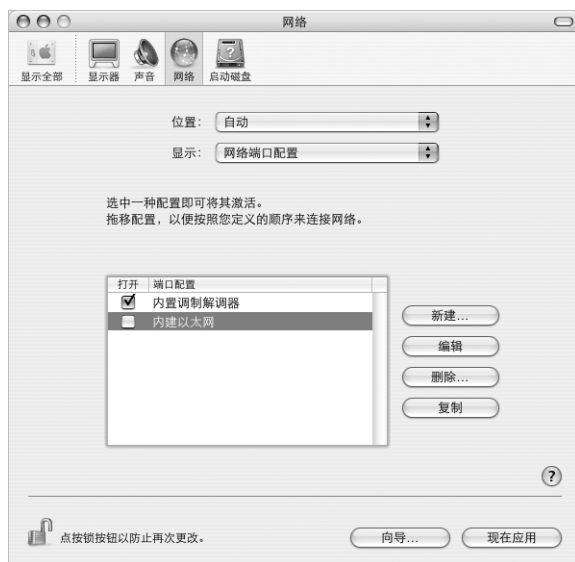 网络
显示全部 显示器 声音 网络 启动磁盘
位置: 自动
显示: 网络端口配置
选中一种配置即可将其激活。
拖移配置，以便按照您定义的顺序来连接网络。
打开 端口配置
内置调制解调器
内建以太网
新建...
编辑
删除...
复制
?
点按锁按钮以防止再次更改。
向导... 现在应用